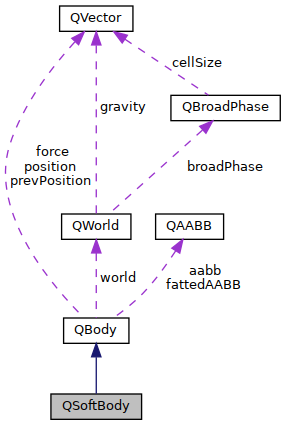 QVector
cellSize
QBroadPhase
gravity
force
position
prevPosition
broadPhase
QWorld
QAABB
world
aabb
fattedAABB
QBody
QSoftBody